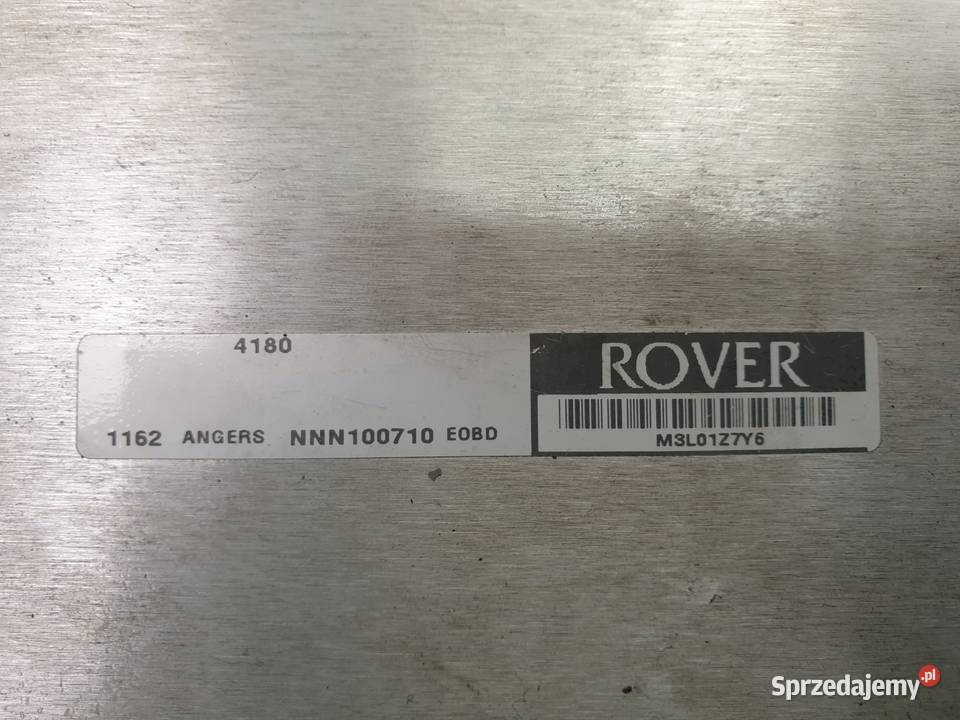 4180
1162 ANGERS NNN100710 EOBD
ROVER
M3L01Z7Y6
Sprzedajemy.pl